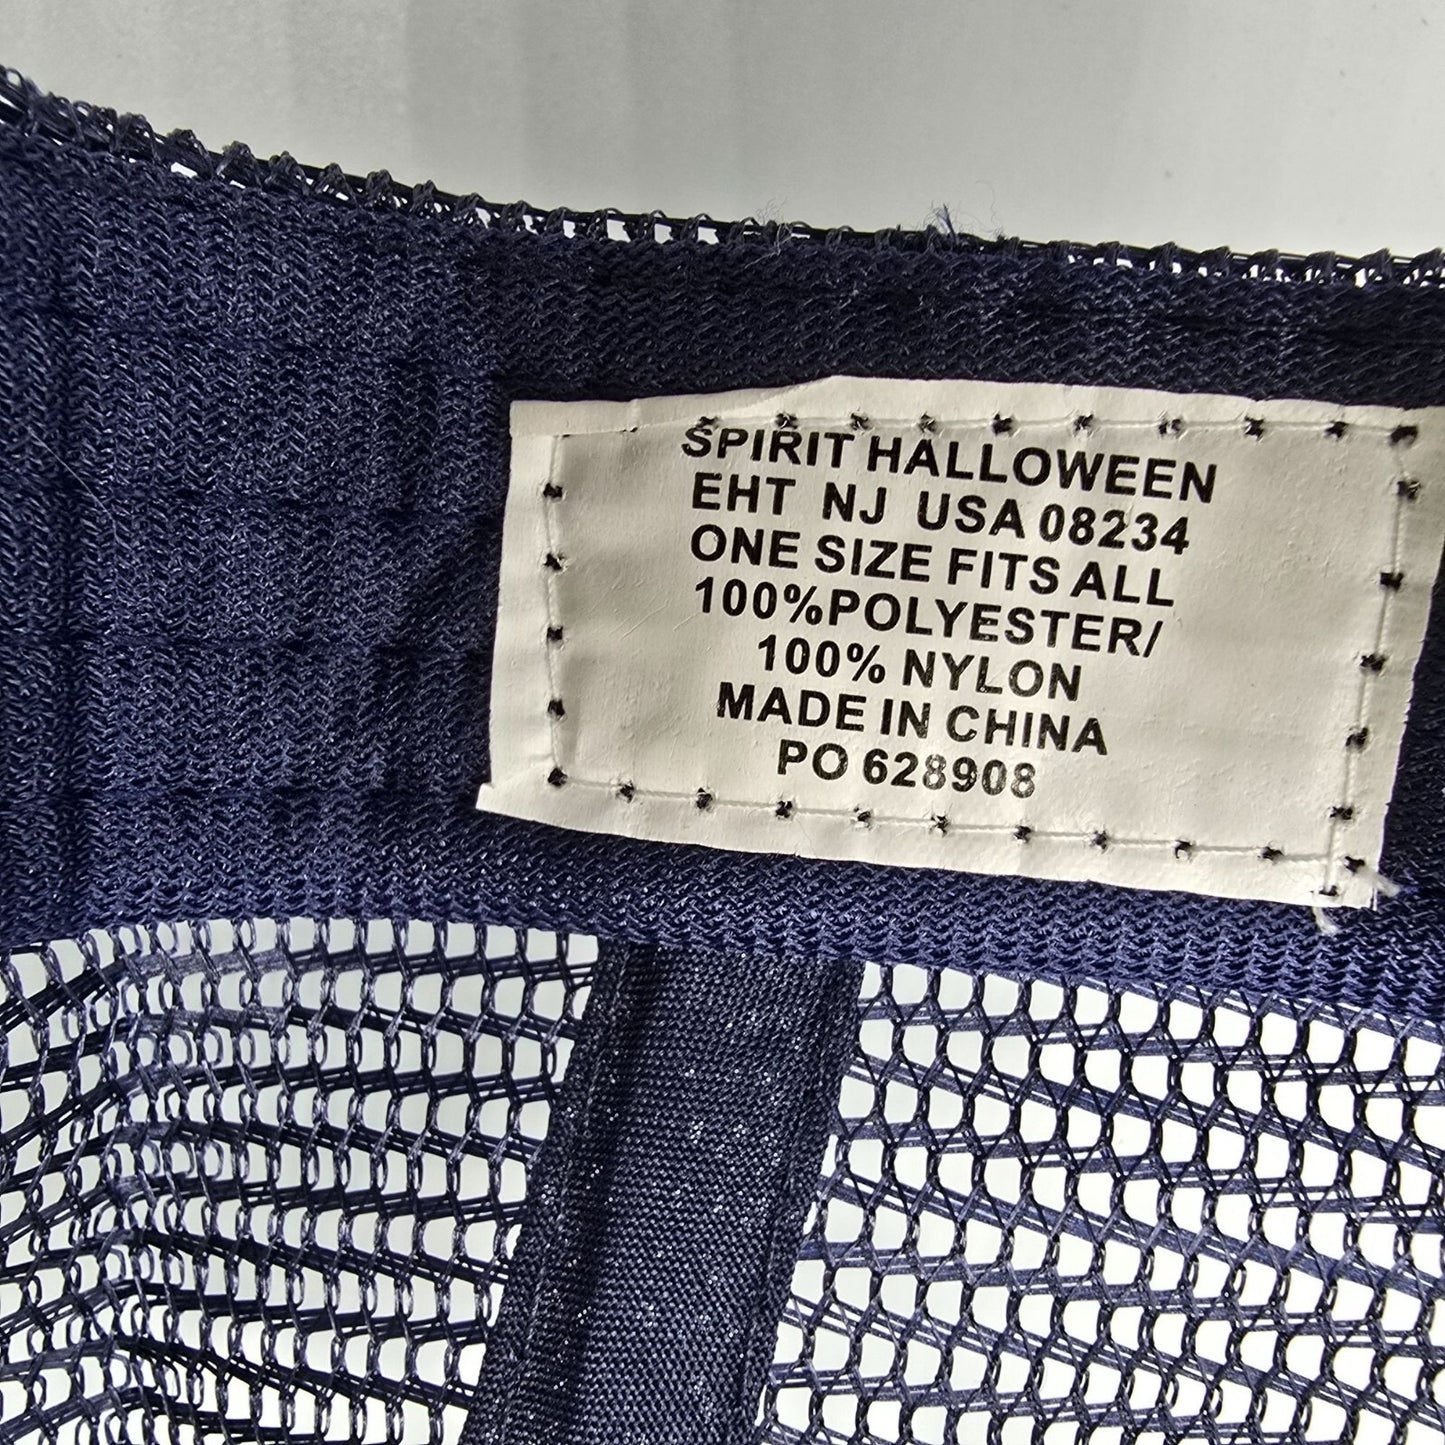 SPIRIT HALLOWEEN
EHT NJ USA 08234
ONE SIZE FITS ALL
100%POLYESTER/
100% NYLON
MADE IN CHINA
PO 628908